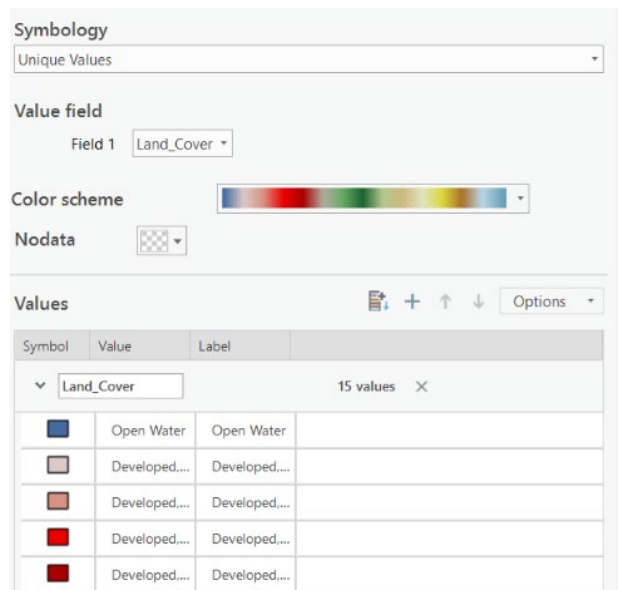 Symbology
Unique Values
Value field
Field 1 Land_Cover
Color scheme
Nodata
Values Options
Symbol Value Label
Land_Cover 15 values
Open Water Open Water
Developed,... Developed,...
Developed,... Developed,...
Developed,... Developed,...
Developed,... Developed,...